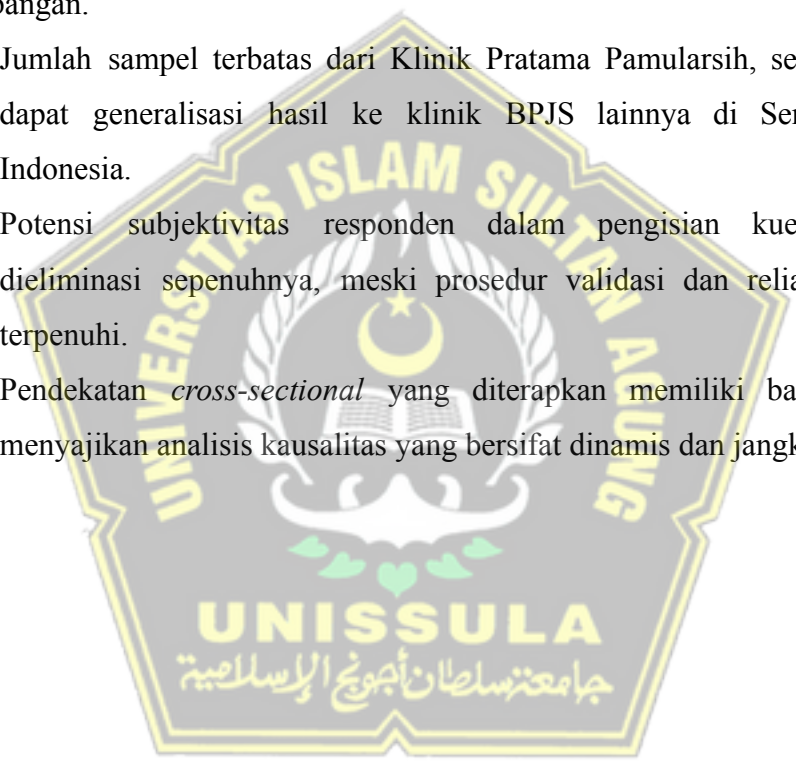 bangan.
Jumlah sampel terbatas dari Klinik Pratama Pamularsih, se
dapat generalisasi hasil ke klinik BPJS lainnya di Ser
Indonesia.
Potensi subjektivitas responden dalam pengisian kue
dieliminasi sepenuhnya, meski prosedur validasi dan relia
terpenuhi.
Pendekatan cross-sectional yang diterapkan memiliki ba
menyajikan analisis kausalitas yang bersifat dinamis dan jangk
UNIVERSITAS ISLAM SULTAN AGUNG
UNISSULA
جامعة سلطان أجونج الإسلامية